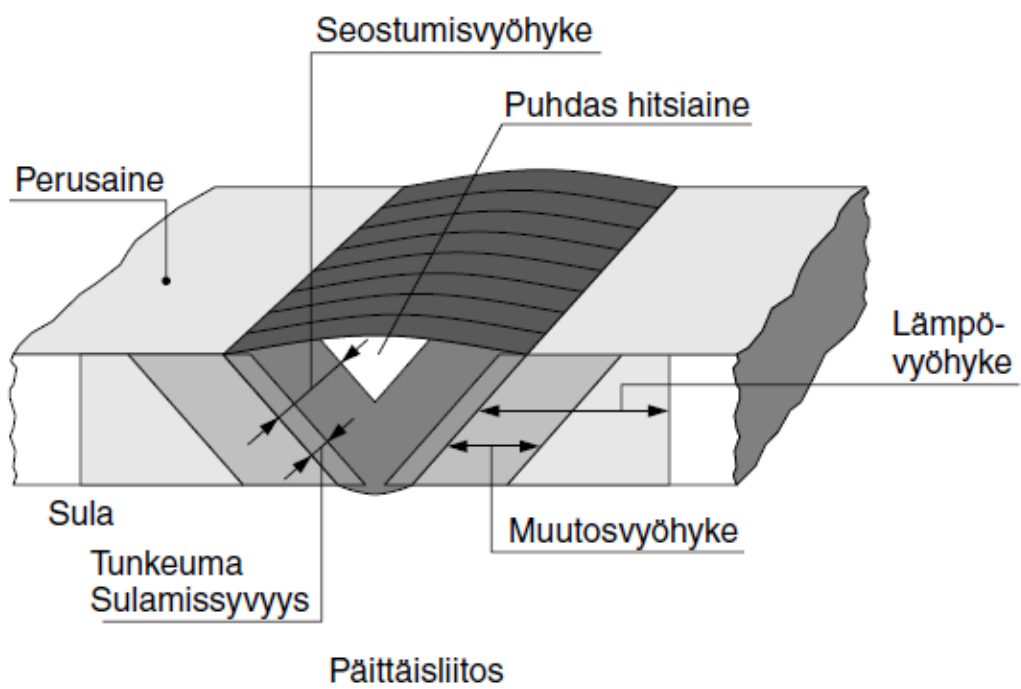 Seostumisvyöhyke
Puhdas hitsiaine
Perusaine
Lämpö-
vyöhyke
Sula
Muutosvyöhyke
Tunkeuma
Sulamissyvyys
Päittäisliitos